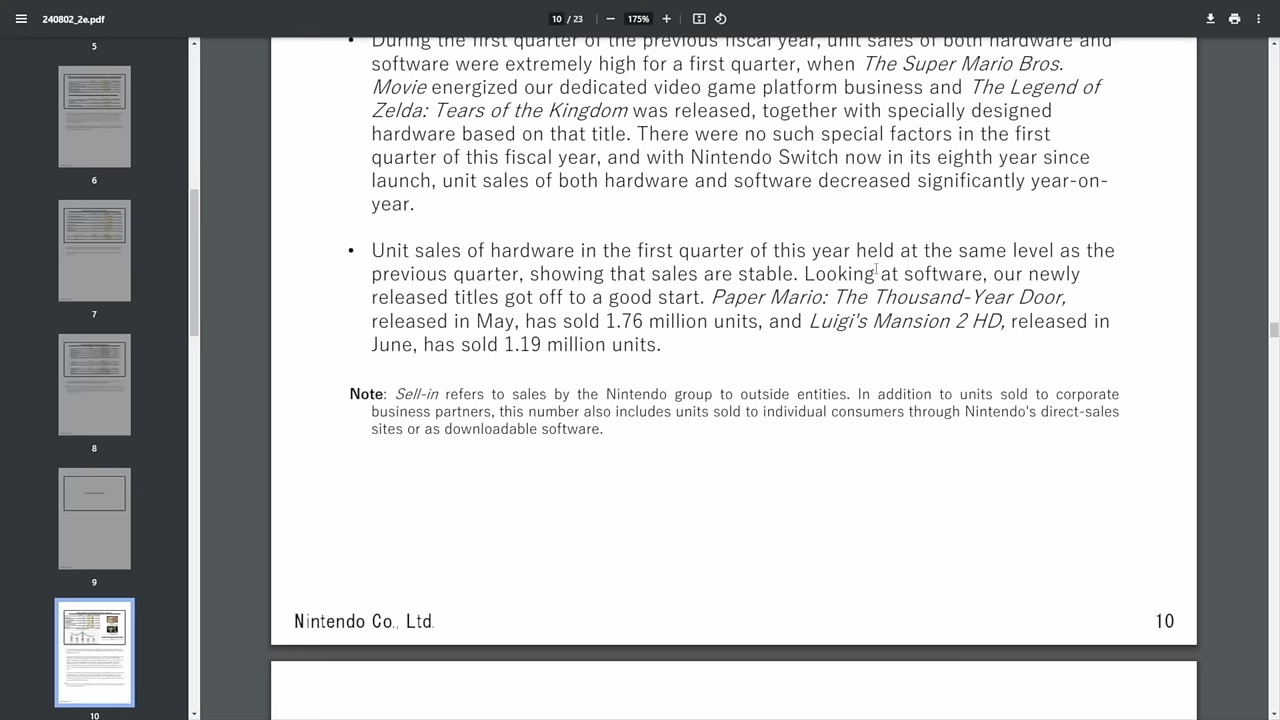 240802_2e.pdf
10 / 23
175%
5
6
7
8
9
10
• During the first quarter of the previous fiscal year, unit sales of both hardware and
software were extremely high for a first quarter, when The Super Mario Bros.
Movie energized our dedicated video game platform business and The Legend of
Zelda: Tears of the Kingdom was released, together with specially designed
hardware based on that title. There were no such special factors in the first
quarter of this fiscal year, and with Nintendo Switch now in its eighth year since
launch, unit sales of both hardware and software decreased significantly year-on-
year.
• Unit sales of hardware in the first quarter of this year held at the same level as the
previous quarter, showing that sales are stable. Looking at software, our newly
released titles got off to a good start. Paper Mario: The Thousand-Year Door,
released in May, has sold 1.76 million units, and Luigi's Mansion 2 HD, released in
June, has sold 1.19 million units.
Note: Sell-in refers to sales by the Nintendo group to outside entities. In addition to units sold to corporate
business partners, this number also includes units sold to individual consumers through Nintendo's direct-sales
sites or as downloadable software.
Nintendo Co., Ltd.
10